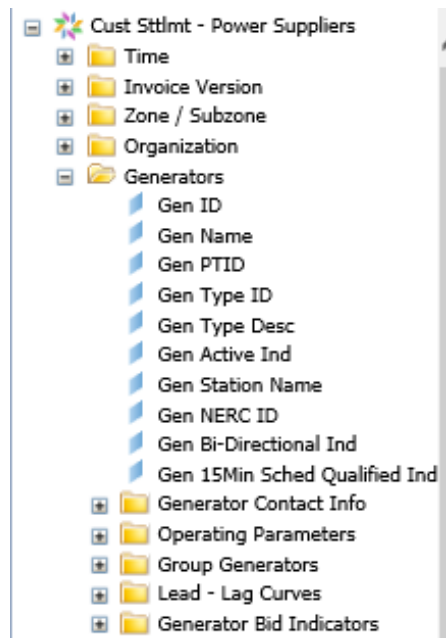 Cust Sttlmt - Power Suppliers
Time
Invoice Version
Zone / Subzone
Organization
Generators
Gen ID
Gen Name
Gen PTID
Gen Type ID
Gen Type Desc
Gen Active Ind
Gen Station Name
Gen NERC ID
Gen Bi-Directional Ind
Gen 15Min Sched Qualified Ind
Generator Contact Info
Operating Parameters
Group Generators
Lead - Lag Curves
Generator Bid Indicators